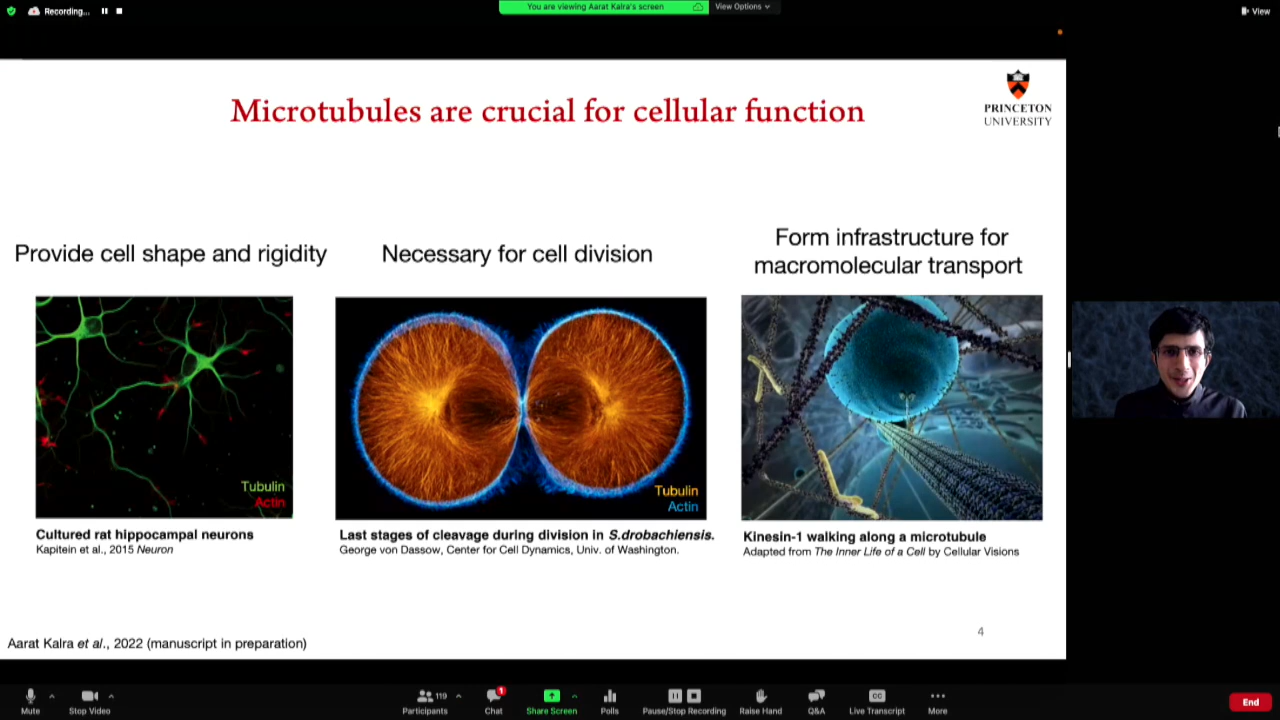 Recording...
You are viewing Aarat Kalra's screen
View Options
View
Microtubules are crucial for cellular function
PRINCETON
UNIVERSITY
Provide cell shape and rigidity
Necessary for cell division
Form infrastructure for
macromolecular transport
Tubulin
Actin
Tubulin
Actin
Cultured rat hippocampal neurons
Kapitein et al., 2015 Neuron
Last stages of cleavage during division in S.drobachiensis.
George von Dassow, Center for Cell Dynamics, Univ. of Washington.
Kinesin-1 walking along a microtubule
Adapted from The Inner Life of a Cell by Cellular Visions
Aarat Kalra et al., 2022 (manuscript in preparation)
4
Mute
Stop Video
119
Participants
1
Chat
Share Screen
Polls
Pause/Stop Recording
Raise Hand
Q&A
CC
Live Transcript
More
End